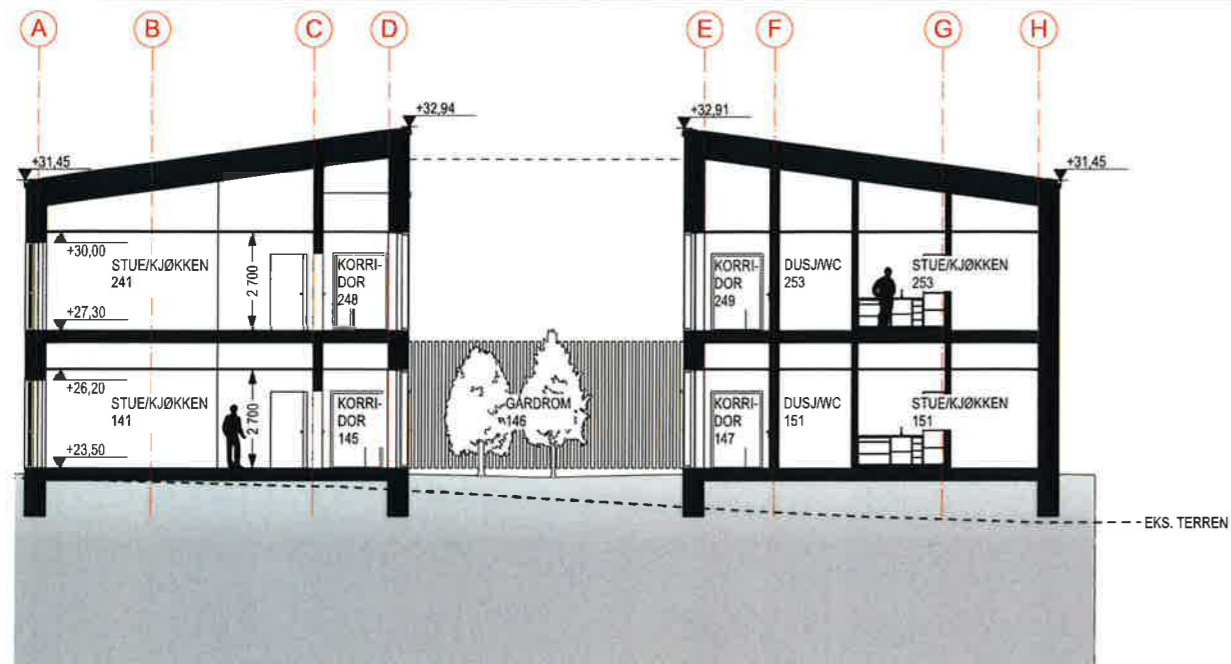 A
B
C
D
E
F
G
H
+32,94
+32,91
+31,45
+31,45
+30,00
STUE/KJØKKEN
241
2 700
KORRI-
DOR
248
KORRI-
DOR
249
DUSJ/WC
253
STUE/KJØKKEN
253
+27,30
+26,20
STUE/KJØKKEN
141
2 700
KORRI-
DOR
145
GÅRDROM
146
KORRI-
DOR
147
DUSJ/WC
151
STUE/KJØKKEN
151
+23,50
EKS. TERREN